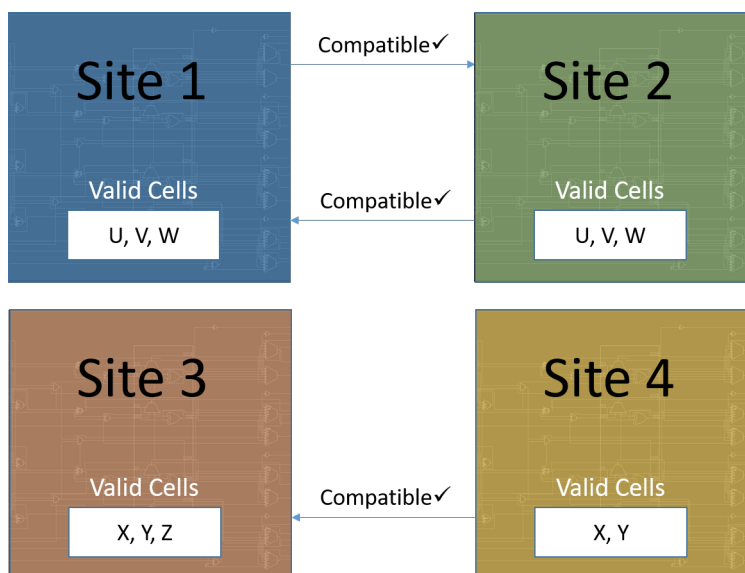 Site 1
Compatible✓
Site 2
Valid Cells
U, V, W
Compatible✓
Valid Cells
U, V, W
Site 3
Site 4
Valid Cells
X, Y, Z
Compatible✓
Valid Cells
X, Y